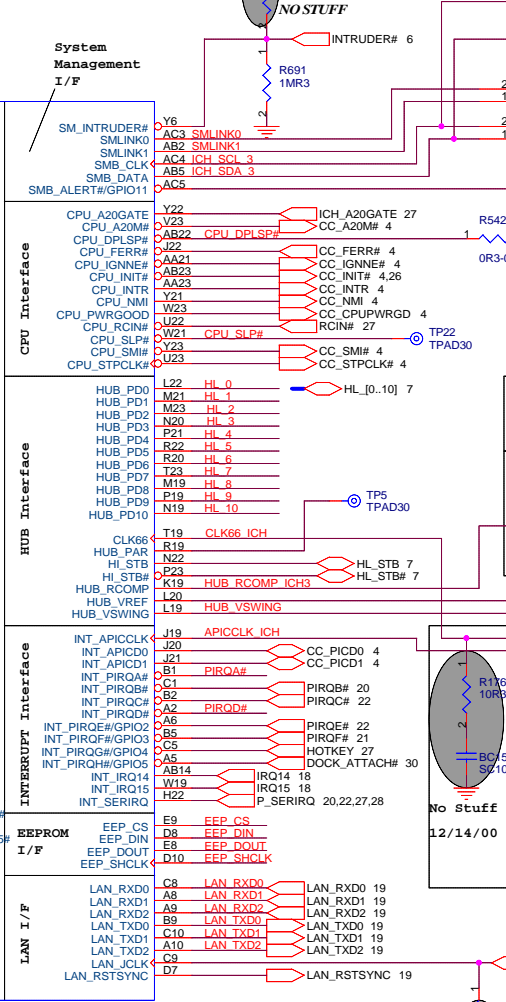 NO STUFF
2
System
Management
I/F
INTRUDER# 6
1
R691
1MR3
2
SM_INTRUDER# Y6
SMLINK0 AC3 SMLINK0
SMLINK1 AB2 SMLINK1
SMB_CLK AC4 ICH_SCL_3
SMB_DATA AB5 ICH_SDA_3
SMB_ALERT#/GPIO11 AC5
CPU Interface
CPU_A20GATE Y22 ICH_A20GATE 27
CPU_A20M# V23 CC_A20M# 4
CPU_DPLSP# AB22 CPU_DPLSP# 1 R542
0R3-0
CPU_FERR# J22 CC_FERR# 4
CPU_IGNNE# AA21 CC_IGNNE# 4
CPU_INIT# AB23 CC_INIT# 4,26
CPU_INTR AA23 CC_INTR 4
CPU_NMI Y21 CC_NMI 4
CPU_PWRGOOD W23 CC_CPUPWRGD 4
CPU_RCIN# U22 RCIN# 27
CPU_SLP# W21 CPU_SLP# TP22
TPAD30
CPU_SMI# Y23 CC_SMI# 4
CPU_STPCLK# U23 CC_STPCLK# 4
HUB Interface
HUB_PD0 L22 HL_0 HL_[0..10] 7
HUB_PD1 M21 HL_1
HUB_PD2 M23 HL_2
HUB_PD3 N20 HL_3
HUB_PD4 P21 HL_4
HUB_PD5 R22 HL_5
HUB_PD6 R20 HL_6
HUB_PD7 T23 HL_7
HUB_PD8 M19 HL_8
HUB_PD9 P19 HL_9 TP5
HUB_PD10 N19 HL_10 TPAD30
CLK66 T19 CLK66_ICH
HUB_PAR R19
HI_STB N22 HL_STB 7
HI_STB# P23 HL_STB# 7
HUB_RCOMP K19 HUB_RCOMP_ICH3
HUB_VREF L20
HUB_VSWING L19 HUB_VSWING
INTERRUPT Interface
INT_APICCLK J19 APICCLK_ICH
INT_APICD0 J20 CC_PICD0 4
INT_APICD1 J21 CC_PICD1 4
INT_PIRQA# B1 PIRQA#
INT_PIRQB# C1 PIRQB# 20
INT_PIRQC# B2 PIRQC# 22
INT_PIRQD# A2 PIRQD#
INT_PIRQE#/GPIO2 A6 PIRQE# 22
INT_PIRQF#/GPIO3 B5 PIRQF# 21
INT_PIRQG#/GPIO4 C5 HOTKEY 27
INT_PIRQH#/GPIO5 A5 DOCK_ATTACH# 30
INT_IRQ14 AB14 IRQ14 18
INT_IRQ15 W19 IRQ15 18
INT_SERIRQ H22 P_SERIRQ 20,22,27,28
1
R176
10R3
2
No Stuff
12/14/00
EEPROM
I/F
EEP_CS E9 EEP_CS
EEP_DIN D8 EEP_DIN
EEP_DOUT E8 EEP_DOUT
EEP_SHCLK D10 EEP_SHCLK
LAN I/F
LAN_RXD0 C8 LAN_RXD0 LAN_RXD0 19
LAN_RXD1 A8 LAN_RXD1 LAN_RXD1 19
LAN_RXD2 A9 LAN_RXD2 LAN_RXD2 19
LAN_TXD0 B9 LAN_TXD0 LAN_TXD0 19
LAN_TXD1 C10 LAN_TXD1 LAN_TXD1 19
LAN_TXD2 A10 LAN_TXD2 LAN_TXD2 19
LAN_JCLK C9
LAN_RSTSYNC D7 LAN_RSTSYNC 19
1